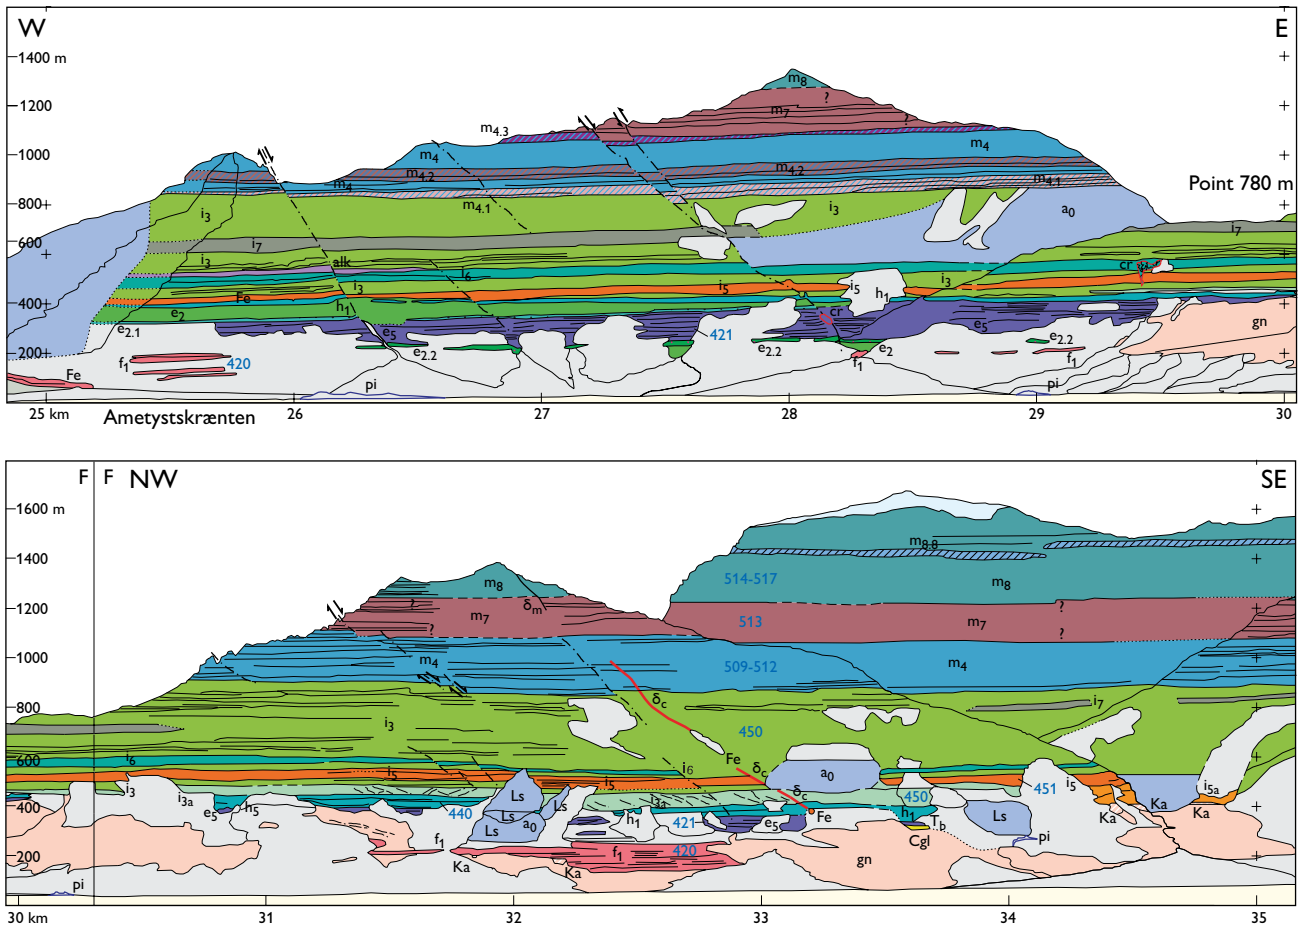 W
E
1400 m
1200
1000
800
600
400
200
m8
?
m7
?
m4.3
m4
m4
m4.2
m4.2
m4
m4.1
m4.1
Point 780 m
i3
i3
a0
i7
i7
i3
alk
i6
cr
i3
i3
i5
i5
h1
Fe
h1
e2
cr
e2.1
e5
421
e5
gn
e2.2
e2.2
e2
e2.2
f1
420
f1
f1
Fe
pi
pi
25 km
26
27
28
29
30
Ametystskrænten
F
F
NW
SE
1600 m
1400
1200
1000
800
600
400
200
m8.8
514-517
m8
m8
?
δm
m7
?
513
m7
?
?
m4
509-512
m4
δc
i3
450
i7
i6
i6
Fe
δc
a0
i5
i5
i5
i3
i3a
i3a
δc
450
451
i5a
Ls
Ls
Ls
Ls
Ls
e5
h5
440
a0
h1
421
e5
Fe
h1
Tb
Cgl
pi
Ka
Ka
Ka
f1
f1
420
Ka
Ka
gn
pi
30 km
31
32
33
34
35